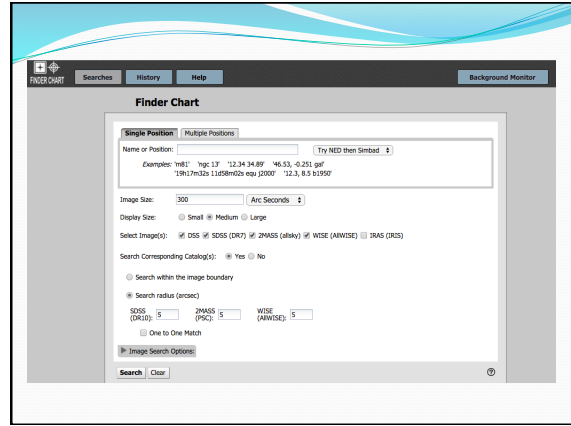 FINDER CHART Searches History Help Background Monitor
Finder Chart
Single Position Multiple Positions
Name or Position: Try NED then Simbad
Examples: 'm81' 'ngc 13' '12.34 34.89' '46.53, -0.251 gal'
'19h17m32s 11d58m02s equ j2000' '12.3, 8.5 b1950'
Image Size: 300 Arc Seconds
Display Size: Small Medium Large
Select Image(s): DSS SDSS (DR7) 2MASS (allsky) WISE (AllWISE) IRAS (IRIS)
Search Corresponding Catalog(s): Yes No
Search within the image boundary
Search radius (arcsec)
SDSS (DR10): 5 2MASS (PSC): 5 WISE (AllWISE): 5
One to One Match
Image Search Options:
Search Clear ?